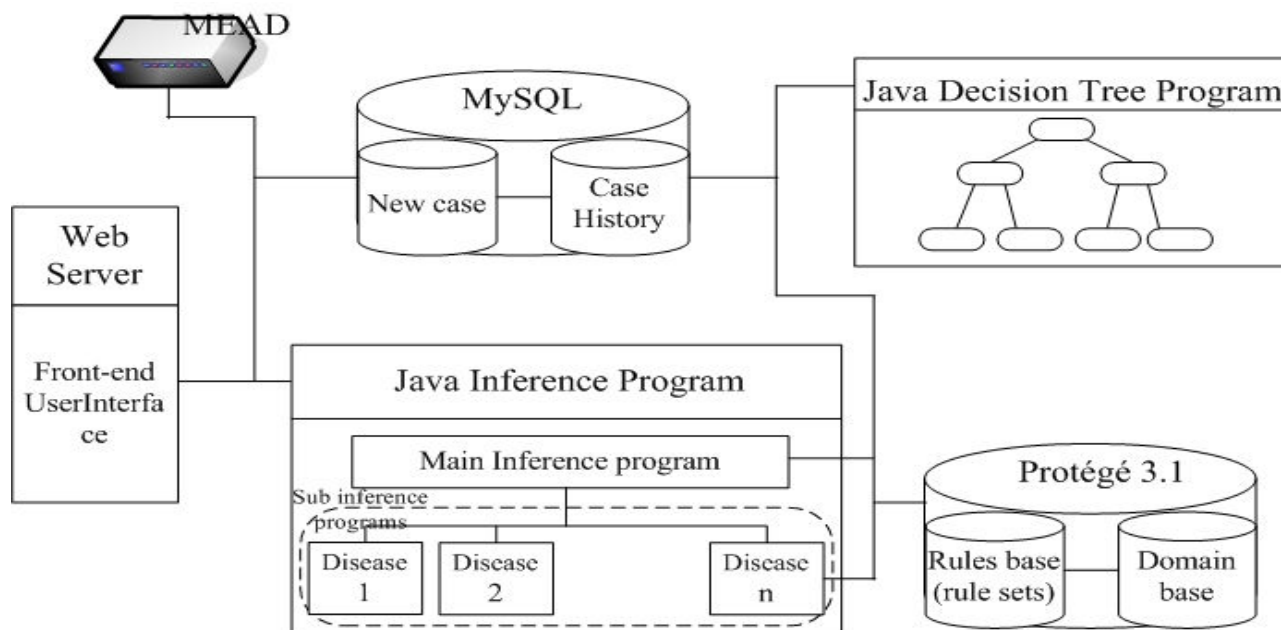 MEAD
MySQL
New case
Case
History
Java Decision Tree Program
Web
Server
Front-end
UserInterfa
ce
Java Inference Program
Main Inference program
Sub inference
programs
Disease
1
Disease
2
Disease
n
Protégé 3.1
Rules base
(rule sets)
Domain
base